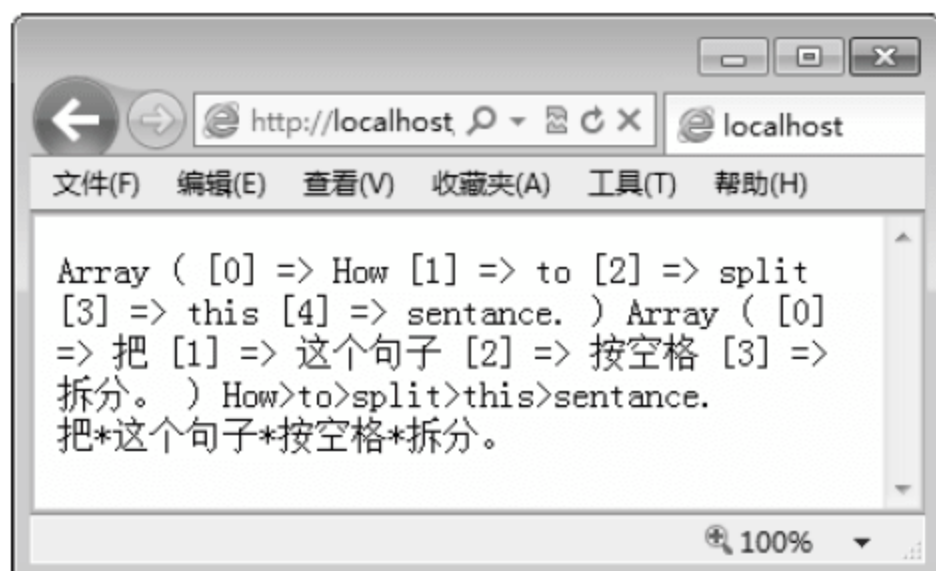 http://localhost
localhost
文件(F) 编辑(E) 查看(V) 收藏夹(A) 工具(T) 帮助(H)
Array ( [0] => How [1] => to [2] => split
[3] => this [4] => sentance. ) Array ( [0]
=> 把 [1] => 这个句子 [2] => 按空格 [3] =>
拆分。 ) How>to>split>this>sentance.
把*这个句子*按空格*拆分。
100%